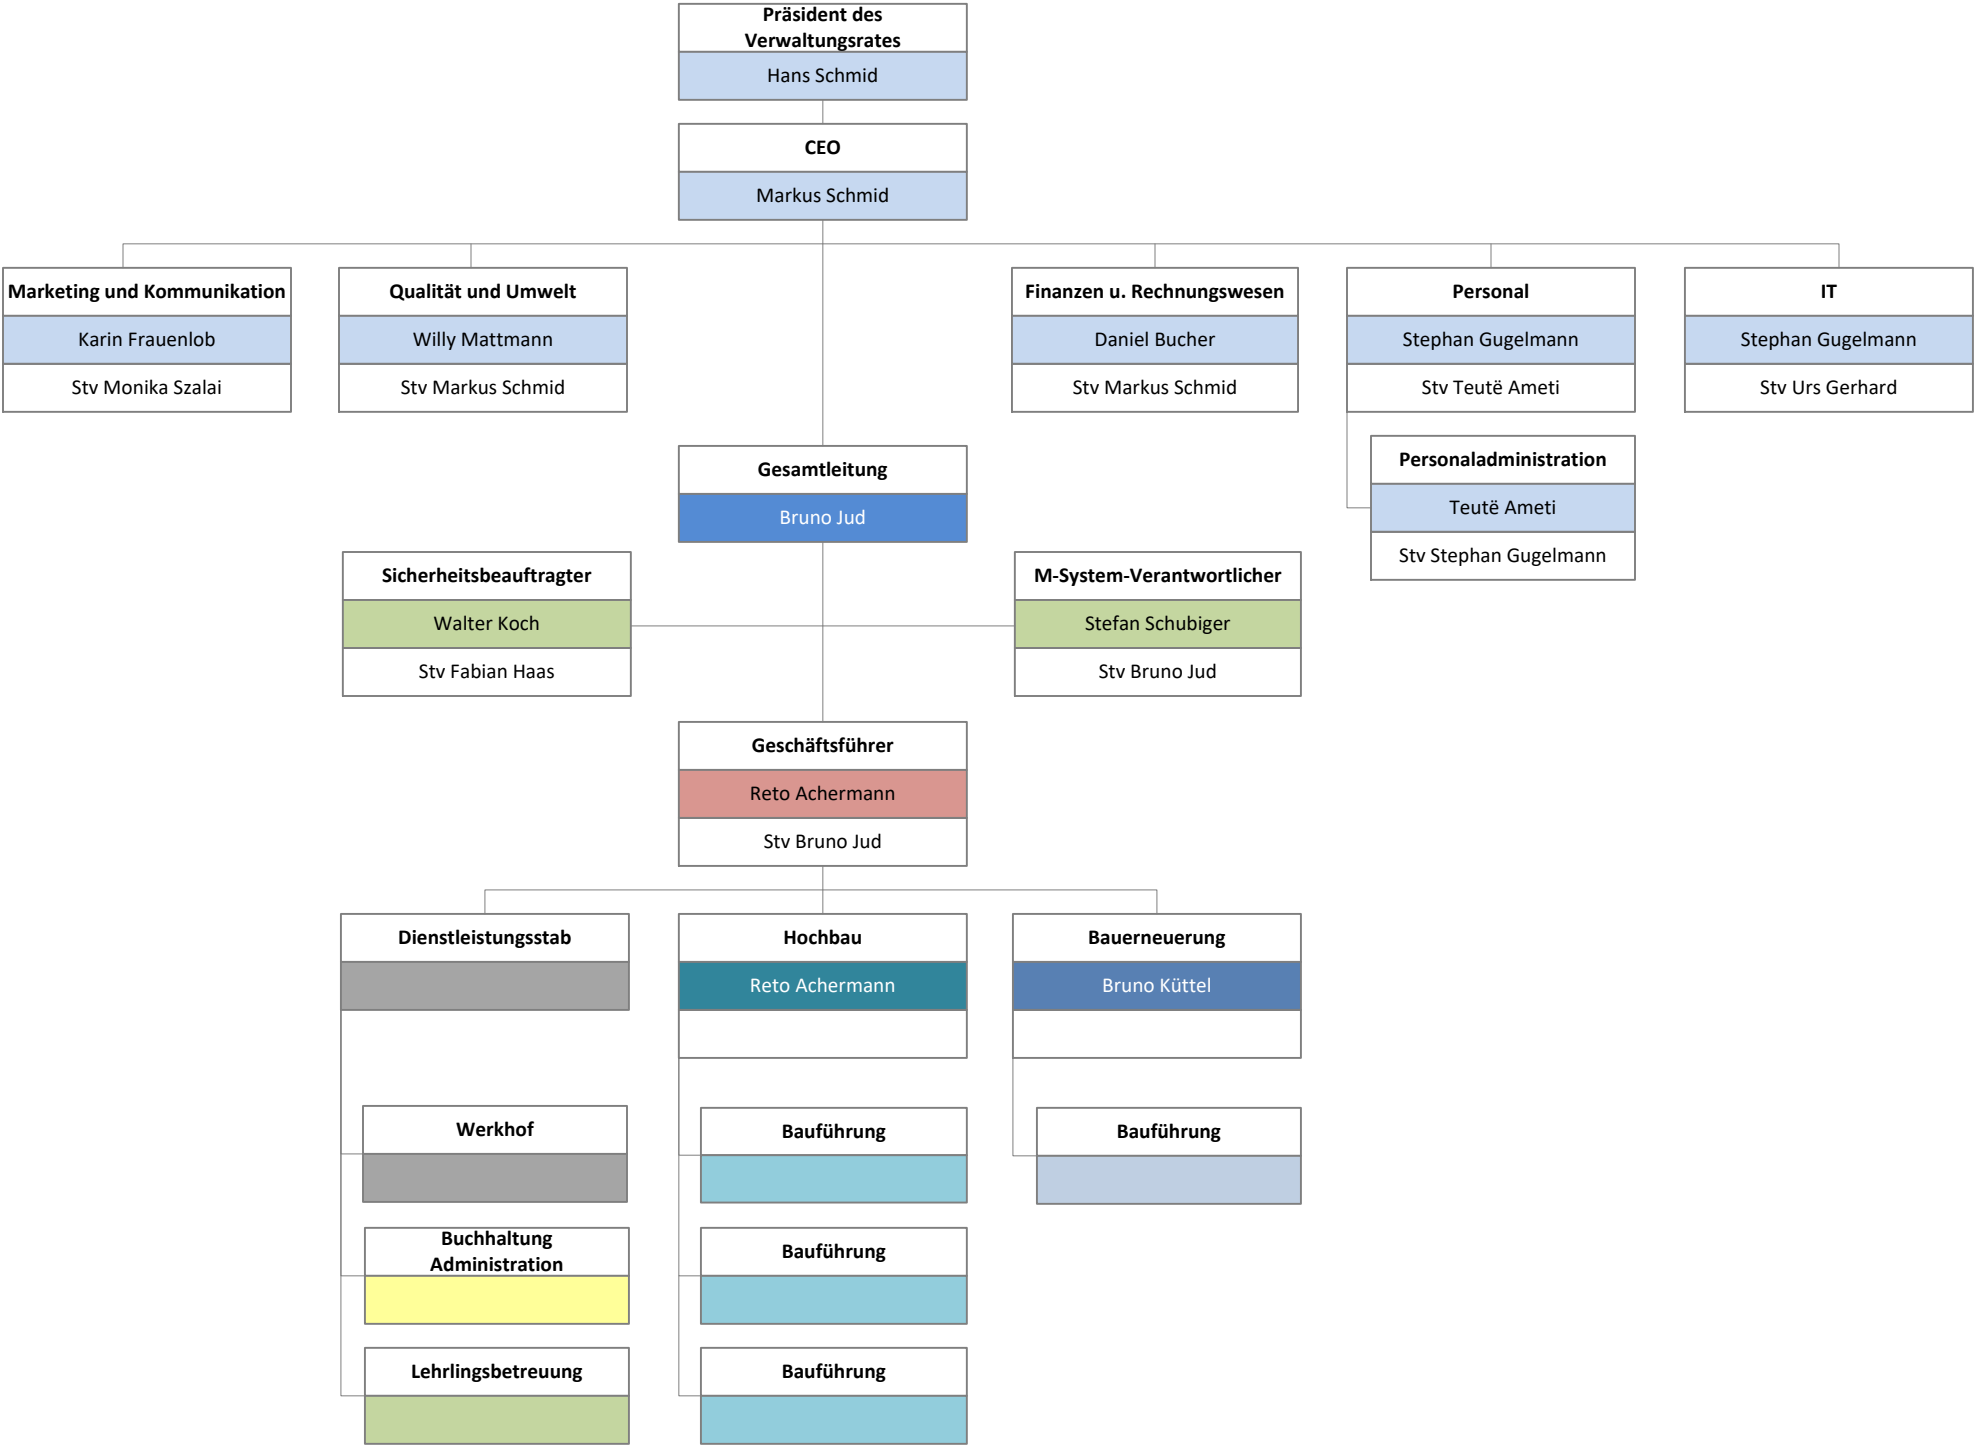 Präsident des
Verwaltungsrates
Hans Schmid
CEO
Markus Schmid
Marketing und Kommunikation
Karin Frauenlob
Stv Monika Szalai
Qualität und Umwelt
Willy Mattmann
Stv Markus Schmid
Finanzen u. Rechnungswesen
Daniel Bucher
Stv Markus Schmid
Personal
Stephan Gugelmann
Stv Teutë Ameti
IT
Stephan Gugelmann
Stv Urs Gerhard
Personaladministration
Teutë Ameti
Stv Stephan Gugelmann
Gesamtleitung
Bruno Jud
Sicherheitsbeauftragter
Walter Koch
Stv Fabian Haas
M-System-Verantwortlicher
Stefan Schubiger
Stv Bruno Jud
Geschäftsführer
Reto Achermann
Stv Bruno Jud
Dienstleistungsstab
Hochbau
Reto Achermann
Bauerneuerung
Bruno Küttel
Werkhof
Buchhaltung
Administration
Lehrlingsbetreuung
Bauführung
Bauführung
Bauführung
Bauführung